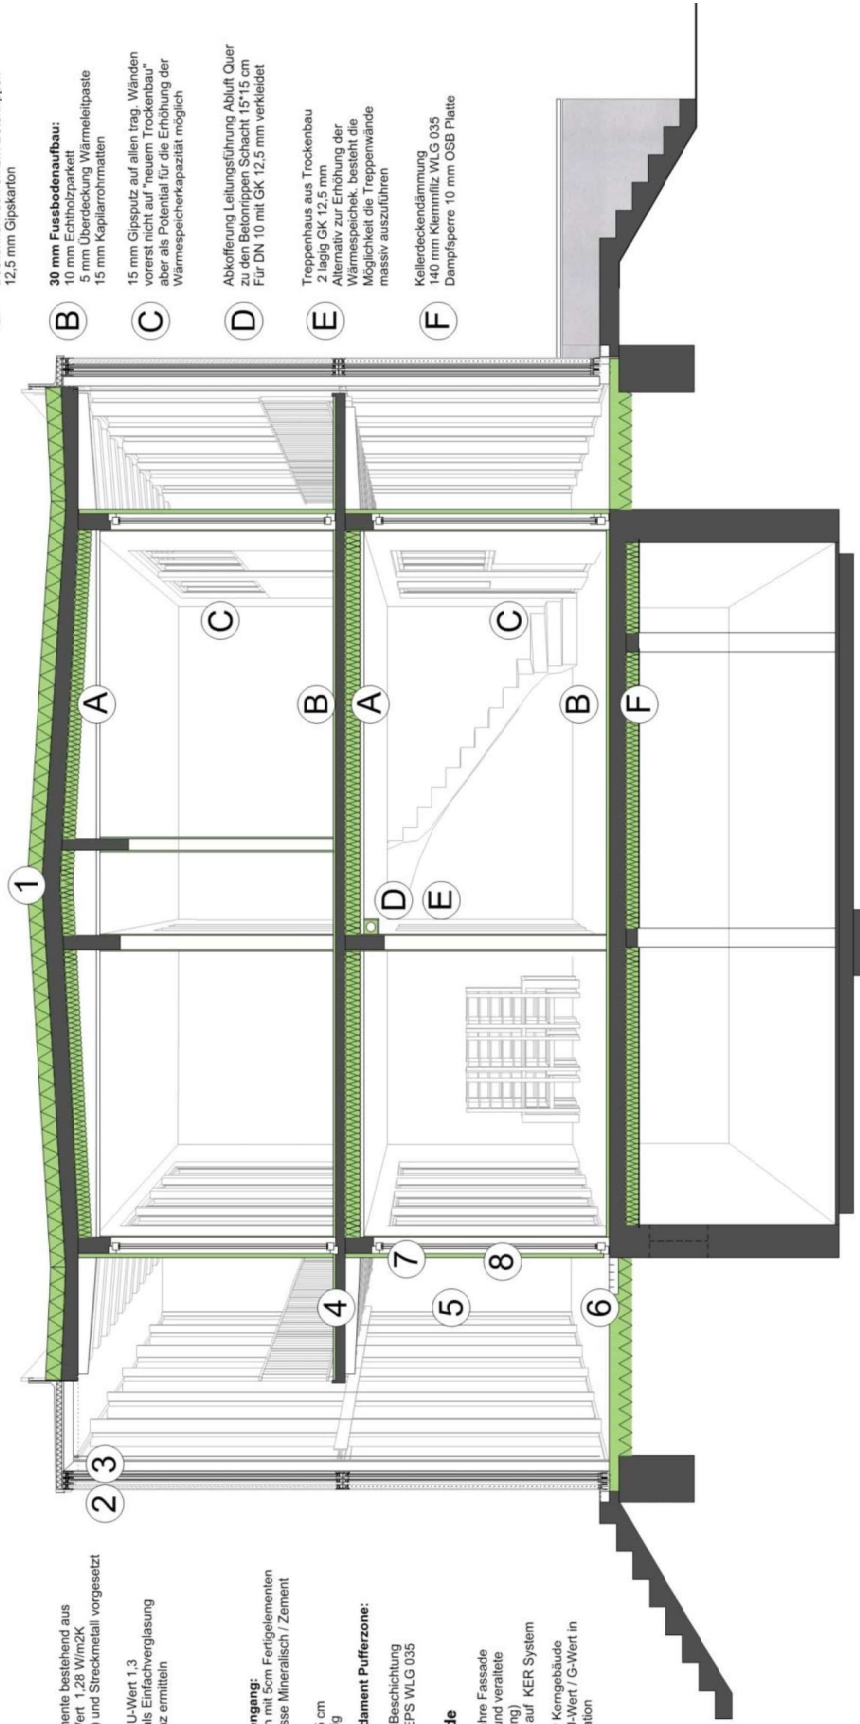 12,5 mm Gipskarton
B
30 mm Fussbodenaufbau:
10 mm Echtholzparkett
5 mm Überdeckung Wärmeleitpaste
15 mm Kapilarrohrmatten
C
15 mm Gipsputz auf allen trag. Wänden
vorerst nicht auf "neuem Trockenbau"
aber als Potential für die Erhöhung der
Wärmespeicherkapazität möglich
D
Abkofferung Leitungsführung Abluft Quer
zu den Betonrippen Schacht 15*15 cm
Für DN 10 mit GK 12,5 mm verkleidet
E
Treppenhaus aus Trockenbau
2 lagig GK 12,5 mm
Alternativ zur Erhöhung der
Wärmespeichek. besteht die
Möglichkeit die Treppenwände
massiv auszuführen
F
Kellerdeckendämmung
140 mm Klemmfilz WLG 035
Dampfsperre 10 mm OSB Platte
1
A
C
B
A
C
B
F
D
E
2
3
4
5
6
7
8
ente bestehend aus
ert 1,28 W/m2K
) und Streckmetall vorgesetzt
U-Wert 1,3
als Einfachverglasung
z ermitteln
ngang:
n mit 5cm Fertigelementen
sse Mineralisch / Zement
5 cm
ig
dament Pufferzone:
Beschichtung
EPS WLG 035
de
hre Fassade
und veraltete
ng)
auf KER System
Kerngebäude
U-Wert / G-Wert in
ation